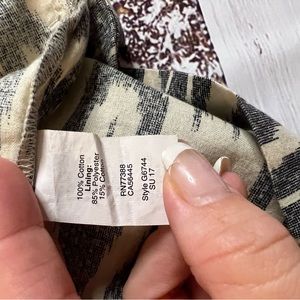 100% Cotton
Lining:
85% Polyester
15% Cotton
RN77388
CA56445
Style G6744
SU 17